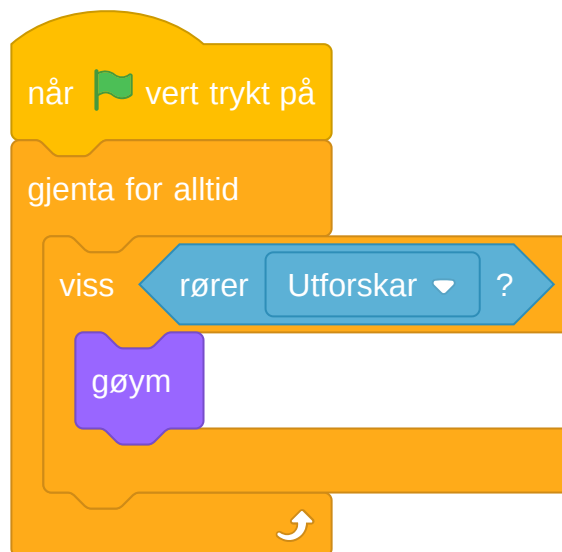 når vert trykt på
gjenta for alltid
viss rører Utforskar ?
gøym